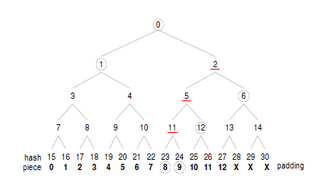 0
1 2
3 4 5 6
7 8 9 10 11 12 13 14
hash 15 16 17 18 19 20 21 22 23 24 25 26 27 28 29 30
piece 0 1 2 3 4 5 6 7 8 9 10 11 12 X X X padding